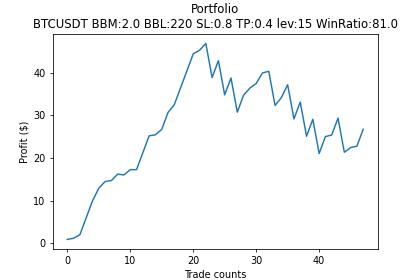 Portfolio
BTCUSDT BBM:2.0 BBL:220 SL:0.8 TP:0.4 lev:15 WinRatio:81.0
40
30
20
10
0
Profit ($)
0 10 20 30 40
Trade counts